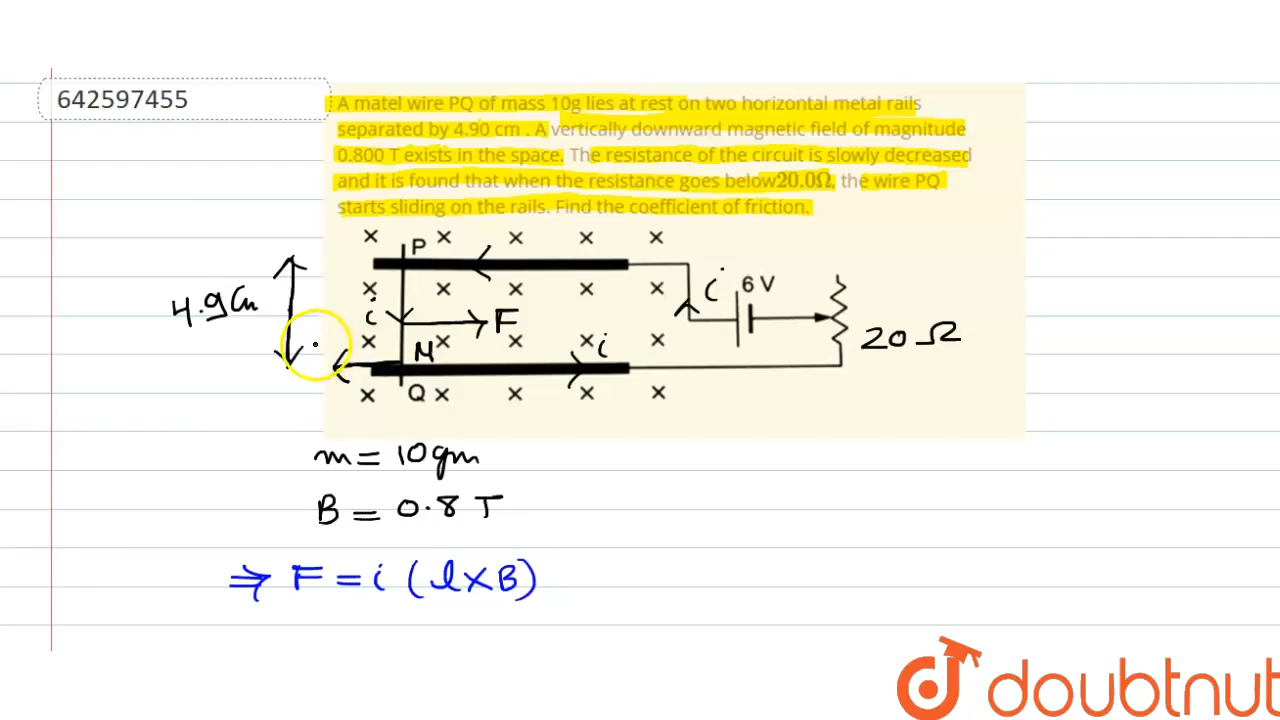 642597455
A matel wire PQ of mass 10g lies at rest on two horizontal metal rails
separated by 4.90 cm . A vertically downward magnetic field of magnitude
0.800 T exists in the space. The resistance of the circuit is slowly decreased
and it is found that when the resistance goes below20.0Ω, the wire PQ
starts sliding on the rails. Find the coefficient of friction.
× × × × ×
P
× × × × ×
4.9cm
i
F
i
6 V
× × × × ×
M
i
20 Ω
× Q × × × ×
m = 10gm
B = 0.8 T
⇒ F = i (l×B)
doubtnut